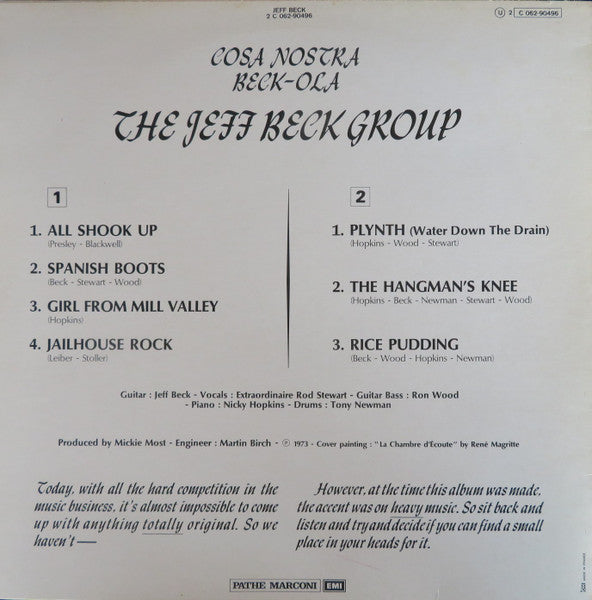 JEFF BECK
2 C 062-90496
U 2 C 062-90496
COSA NOSTRA
BECK-OLA
THE JEFF BECK GROUP
1
1. ALL SHOOK UP
(Presley - Blackwell)
2. SPANISH BOOTS
(Beck - Stewart - Wood)
3. GIRL FROM MILL VALLEY
(Hopkins)
4. JAILHOUSE ROCK
(Leiber - Stoller)
2
1. PLYNTH (Water Down The Drain)
(Hopkins - Wood - Stewart)
2. THE HANGMAN'S KNEE
(Hopkins - Beck - Newman - Stewart - Wood)
3. RICE PUDDING
(Beck - Wood - Hopkins - Newman)
Guitar : Jeff Beck - Vocals : Extraordinaire Rod Stewart - Guitar Bass : Ron Wood
- Piano : Nicky Hopkins - Drums : Tony Newman
Produced by Mickie Most - Engineer : Martin Birch - ℗ 1973 - Cover painting : "La Chambre d'Ecoute" by René Magritte
Today, with all the hard competition in the
music business, it's almost impossible to come
up with anything totally original. So we
haven't —
However, at the time this album was made,
the accent was on heavy music. So sit back and
listen and try and decide if you can find a small
place in your heads for it.
PATHE MARCONI EMI